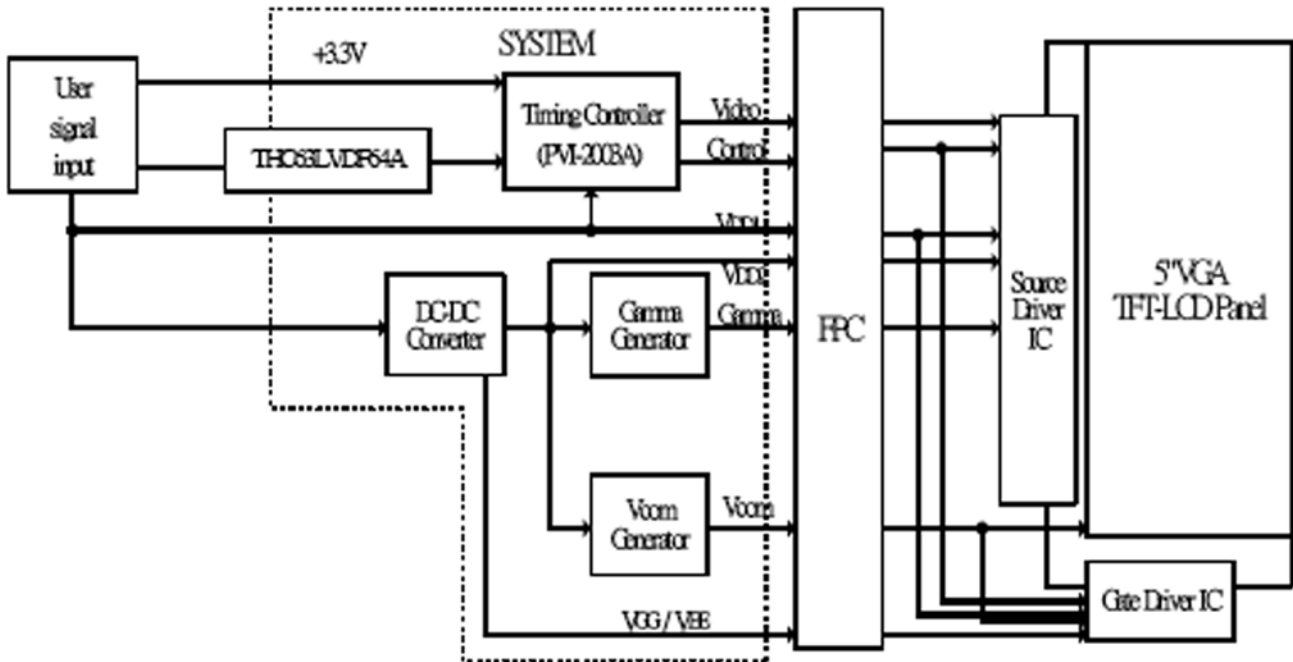 SYSTEM
+3.3V
User
signal
input
Timing Controller
(PVI-2003A)
Video
Control
THC63LVDF64A
VDD1
VDD2
5" VGA
TFT-LCD Panel
Source
Driver
IC
DC-DC
Converter
Gamma
Generator
Gamma
FPC
Vcom
Generator
Vcom
Gate Driver IC
VGG / VEE